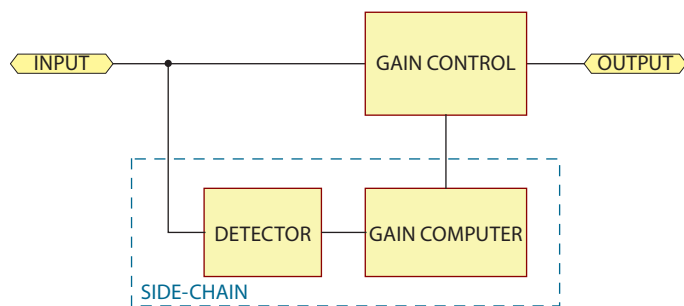 INPUT
GAIN CONTROL
OUTPUT
DETECTOR
GAIN COMPUTER
SIDE-CHAIN